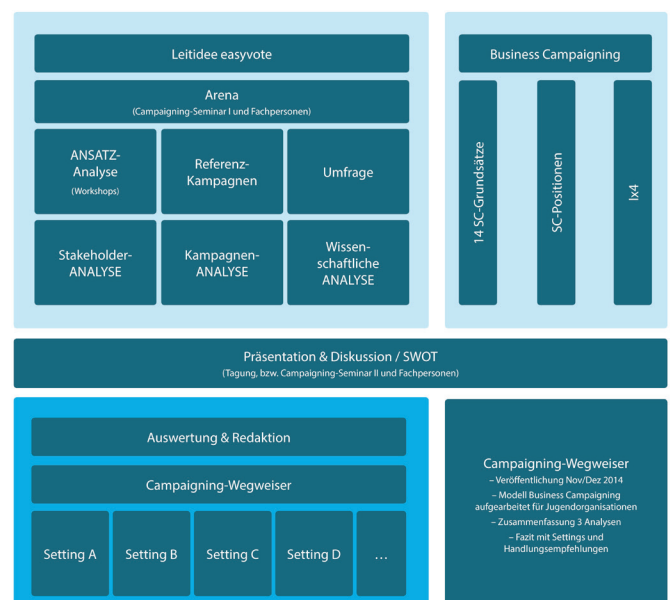 Leitidee easyvote
Arena
(Campaigning-Seminar I und Fachpersonen)
ANSATZ-
Analyse
(Workshops)
Referenz-
Kampagnen
Umfrage
Stakeholder-
ANALYSE
Kampagnen-
ANALYSE
Wissen-
schaftliche
ANALYSE
Business Campaigning
14 SC-Grundsätze
SC-Positionen
Ix4
Präsentation & Diskussion / SWOT
(Tagung, bzw. Campaigning-Seminar II und Fachpersonen)
Auswertung & Redaktion
Campaigning-Wegweiser
Setting A
Setting B
Setting C
Setting D
...
Campaigning-Wegweiser
– Veröffentlichung Nov/Dez 2014
– Modell Business Campaigning
aufgearbeitet für Jugendorganisationen
– Zusammenfassung 3 Analysen
– Fazit mit Settings und
Handlungsempfehlungen